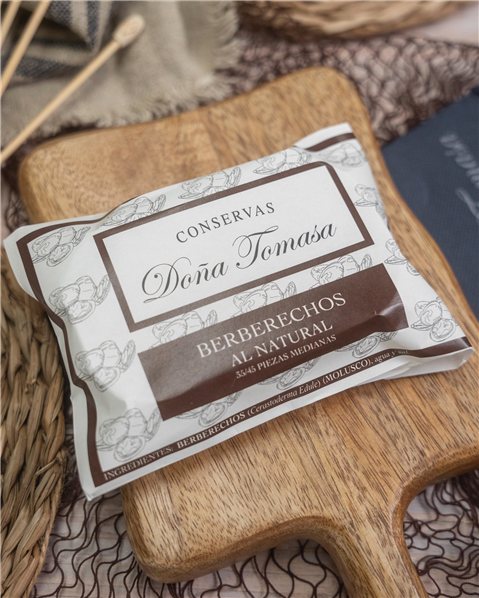 CONSERVAS
Doña Tomasa
BERBERECHOS
AL NATURAL
35/45 PIEZAS MEDIANAS
INGREDIENTES: BERBERECHOS (Cerastoderma Edule) (MOLUSCO), agua y sal